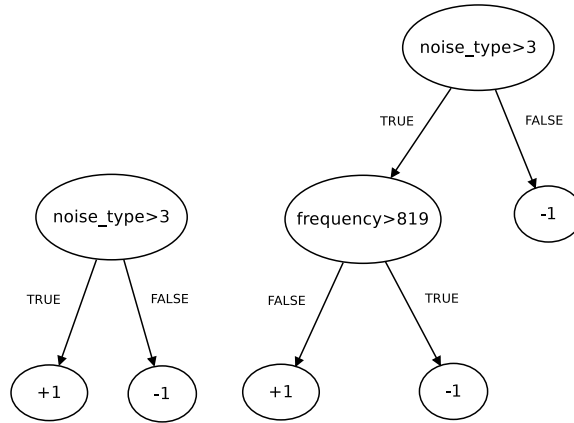 noise_type>3
TRUE
FALSE
+1
-1
noise_type>3
TRUE
FALSE
frequency>819
-1
FALSE
TRUE
+1
-1